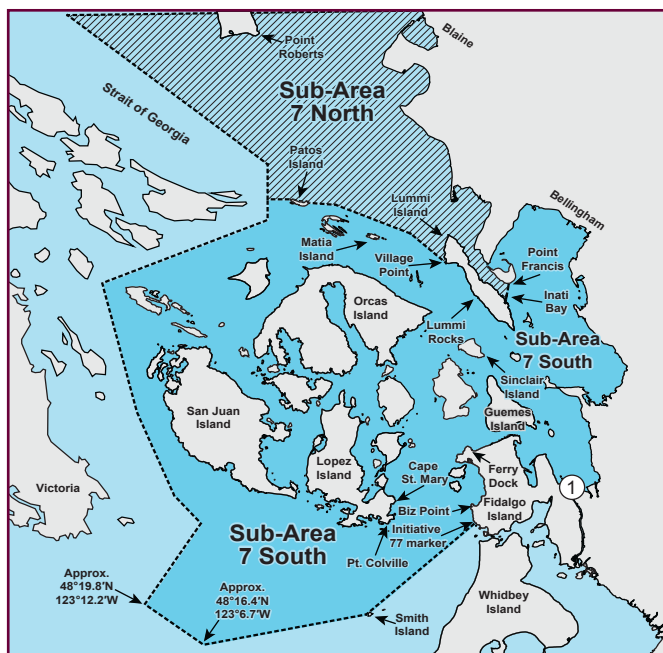 Blaine
Point
Roberts
Strait of Georgia
Sub-Area
7 North
Patos
Island
Lummi
Island
Bellingham
Matia
Island
Village
Point
Point
Francis
Orcas
Island
Inati
Bay
Lummi
Rocks
Sub-Area
7 South
Sinclair
Island
San Juan
Island
Guemes
Island
Lopez
Island
Cape
St. Mary
Ferry
Dock
Victoria
1
Biz Point
Fidalgo
Island
Initiative
77 marker
Sub-Area
7 South
Pt. Colville
Approx.
48°19.8'N
123°12.2'W
Approx.
48°16.4'N
123°6.7'W
Whidbey
Island
Smith
Island